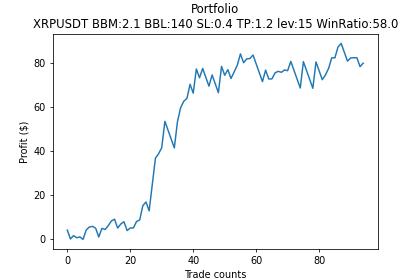 Portfolio
XRPUSDT BBM:2.1 BBL:140 SL:0.4 TP:1.2 lev:15 WinRatio:58.0
80
60
40
20
0
Profit ($)
0 20 40 60 80
Trade counts